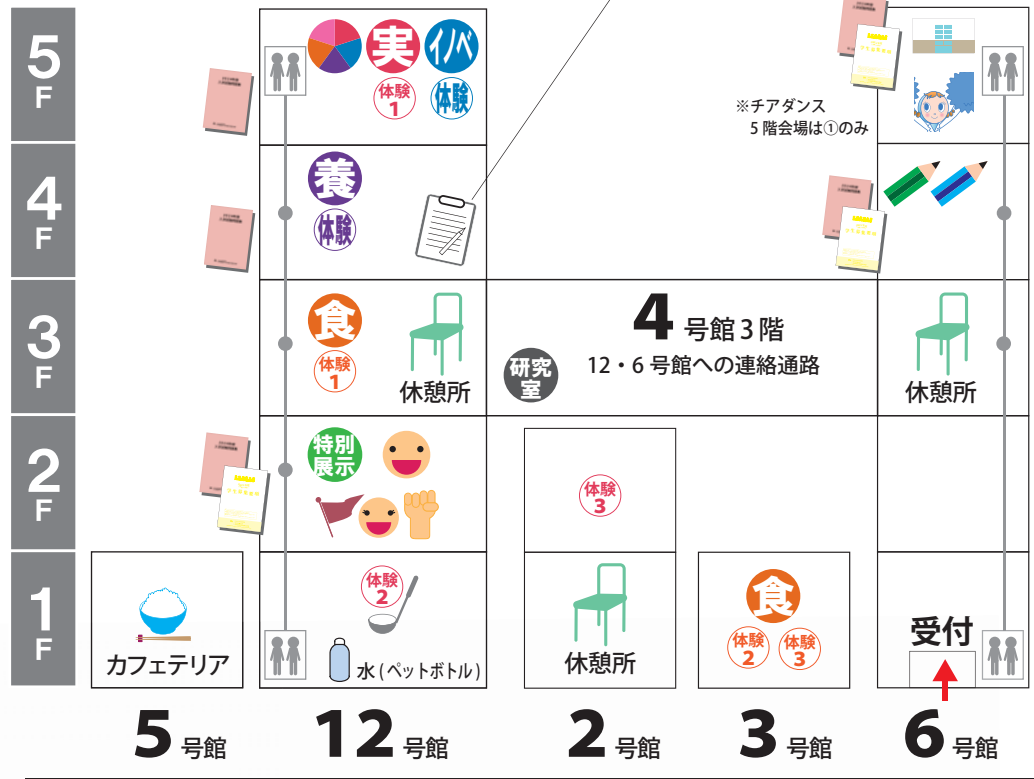 5
F
実
イノベ
体験
1
体験
※チアダンス
5階会場は①のみ
4
F
養
体験
3
F
食
体験
1
休憩所
研究
室
4号館3階
12・6号館への連絡通路
休憩所
2
F
特別
展示
体験
3
1
F
カフェテリア
体験
2
水(ペットボトル)
休憩所
食
体験
2
体験
3
受付
5号館
12号館
2号館
3号館
6号館